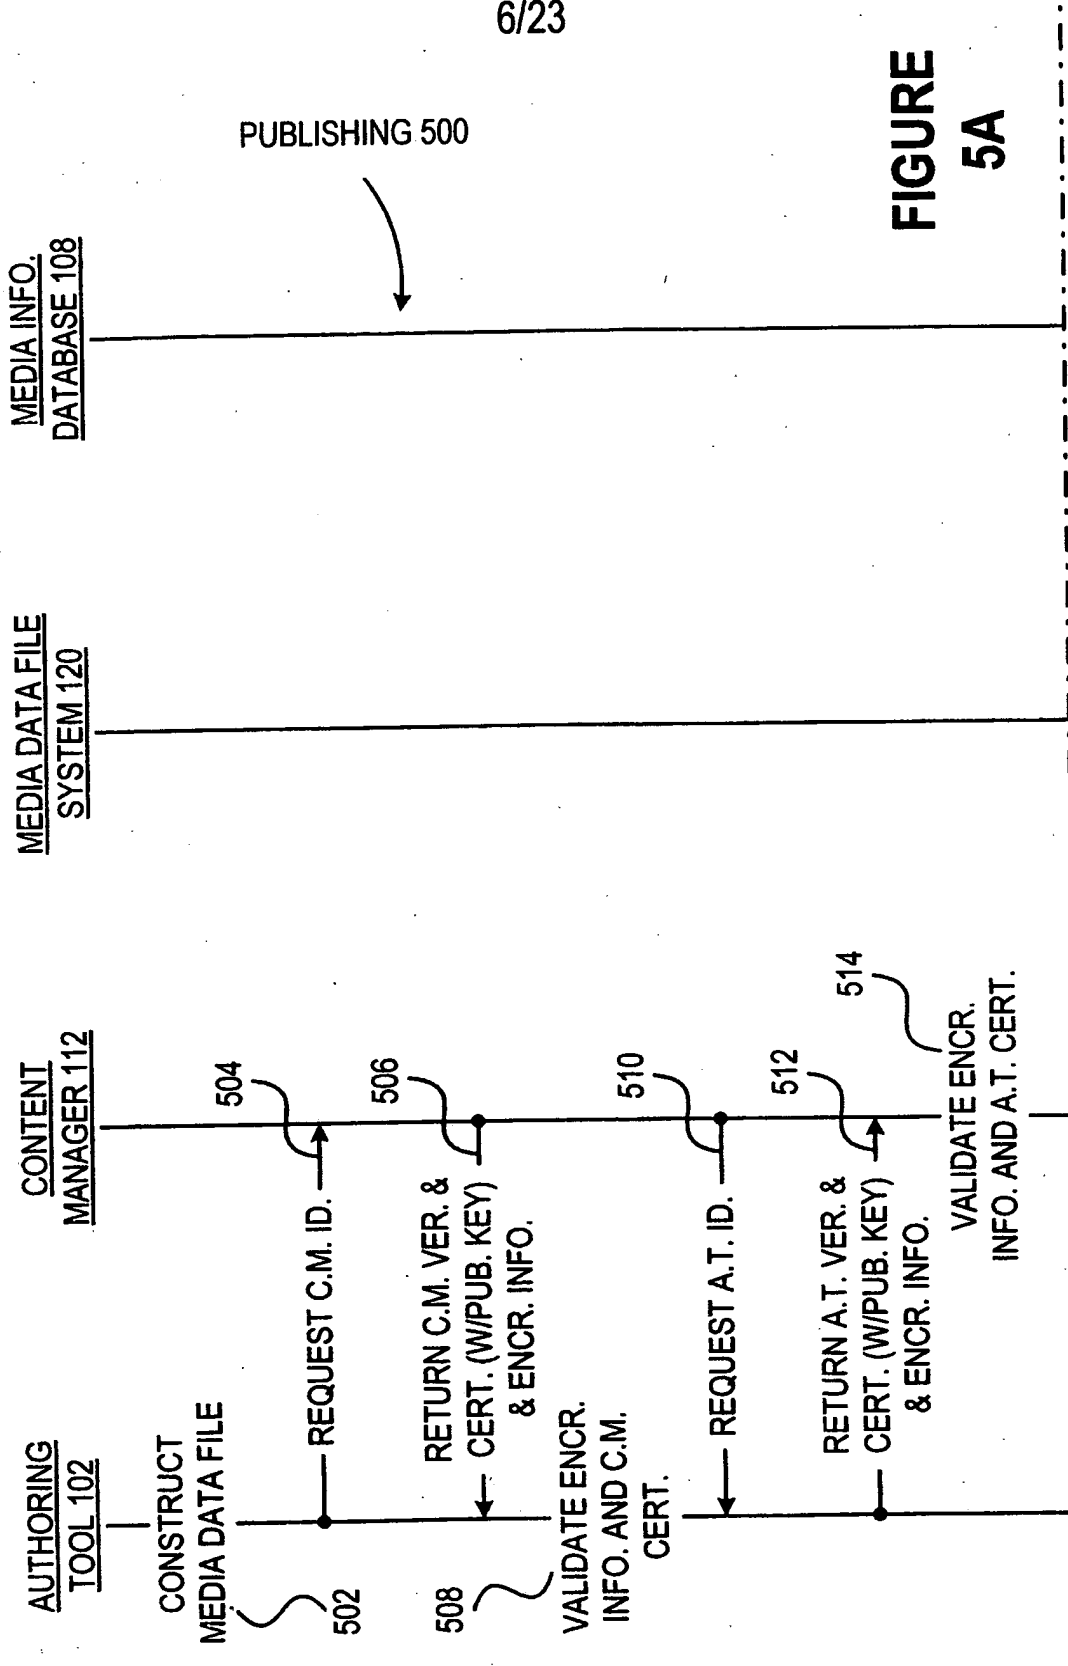 6/23
AUTHORING
TOOL 102
CONTENT
MANAGER 112
MEDIA DATA FILE
SYSTEM 120
MEDIA INFO.
DATABASE 108
PUBLISHING 500
CONSTRUCT
MEDIA DATA FILE
502
REQUEST C.M. ID.
504
RETURN C.M. VER. &
CERT. (W/PUB. KEY)
& ENCR. INFO.
506
VALIDATE ENCR.
INFO. AND C.M.
CERT.
508
REQUEST A.T. ID.
510
RETURN A.T. VER. &
CERT. (W/PUB. KEY)
& ENCR. INFO.
512
VALIDATE ENCR.
INFO. AND A.T. CERT.
514
FIGURE
5A